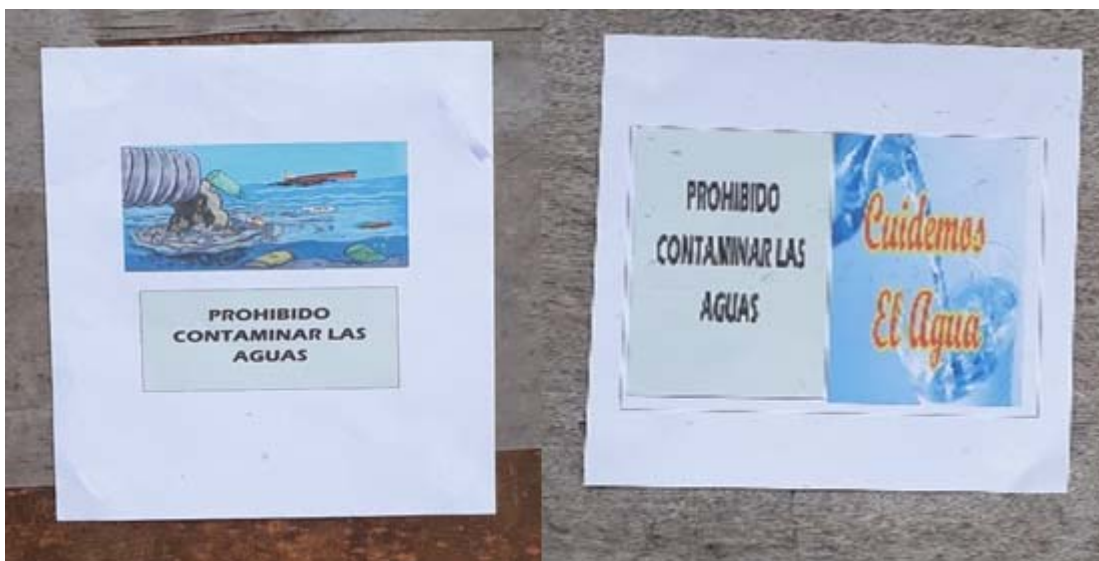 PROHIBIDO
CONTAMINAR LAS
AGUAS
PROHIBIDO
CONTAMINAR LAS
AGUAS
Cuidemos
El Agua